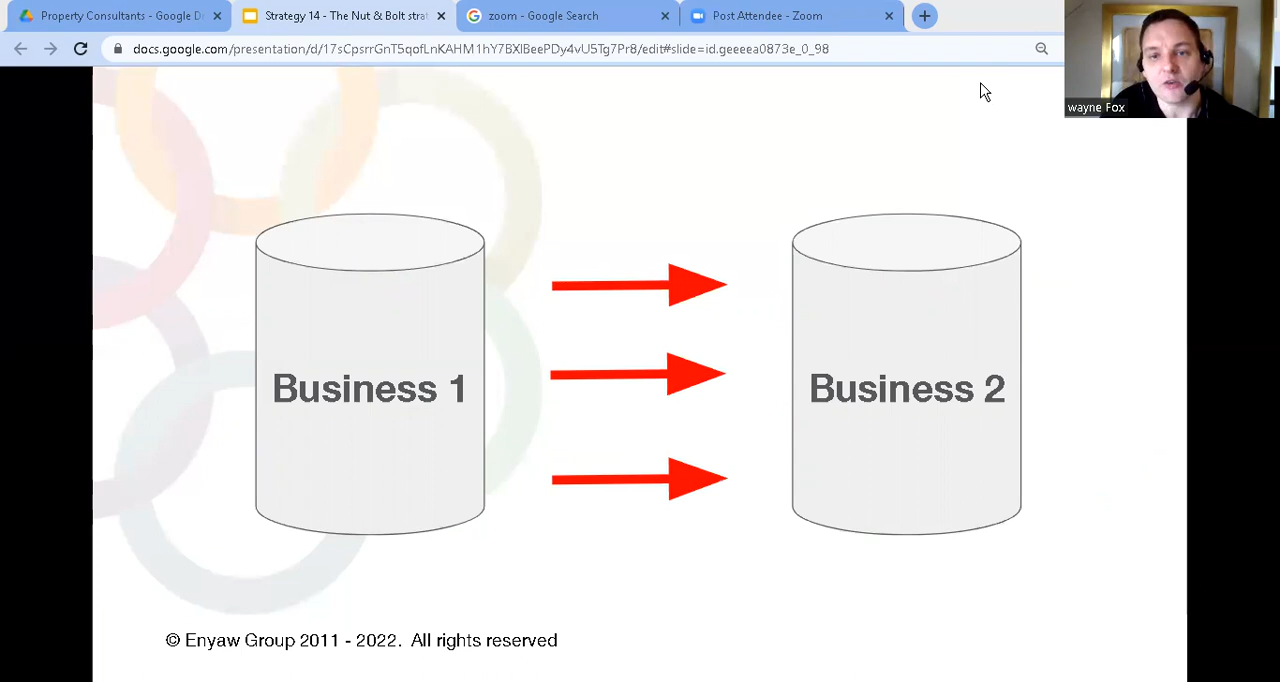 Property Consultants - Google Dr
Strategy 14 - The Nut & Bolt strat
zoom - Google Search
Post Attendee - Zoom
docs.google.com/presentation/d/17sCpsrrGnT5qofLnKAHM1hY7BXlBeePDy4vU5Tg7Pr8/edit#slide=id.geeeea0873e_0_98
wayne Fox
Business 1
Business 2
© Enyaw Group 2011 - 2022. All rights reserved